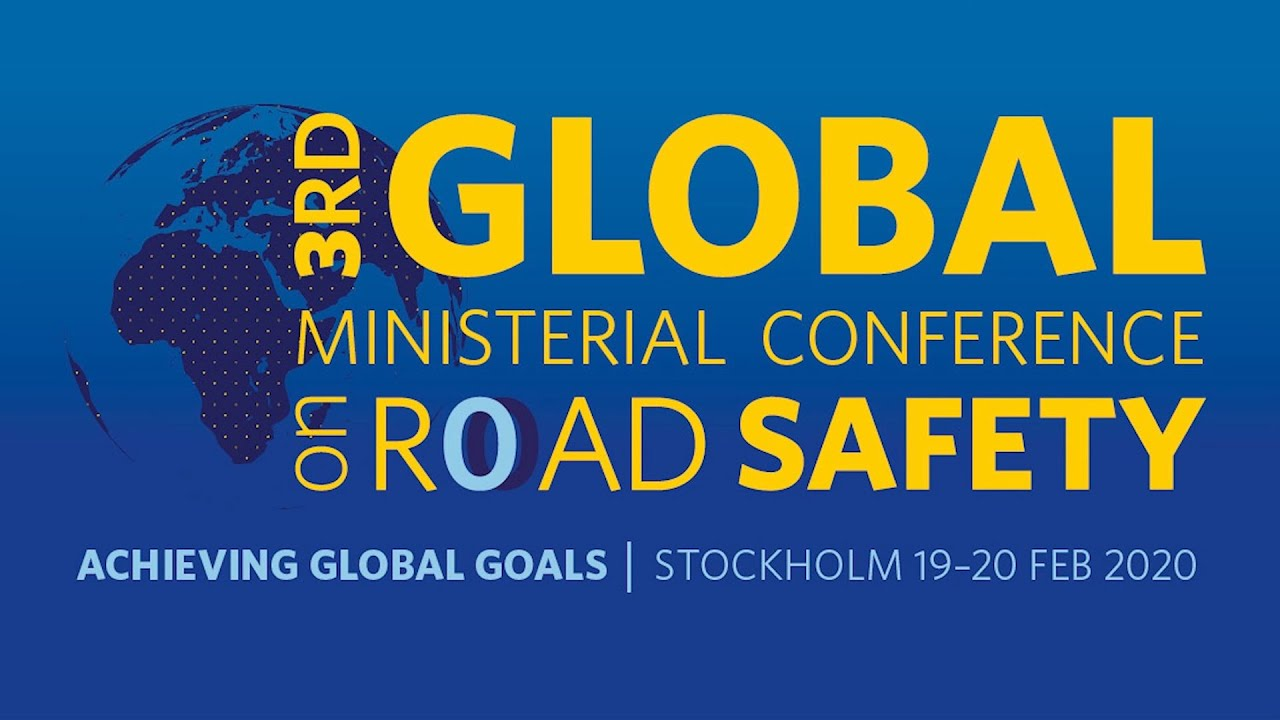 3RD GLOBAL
MINISTERIAL CONFERENCE
on ROAD SAFETY
ACHIEVING GLOBAL GOALS | STOCKHOLM 19-20 FEB 2020